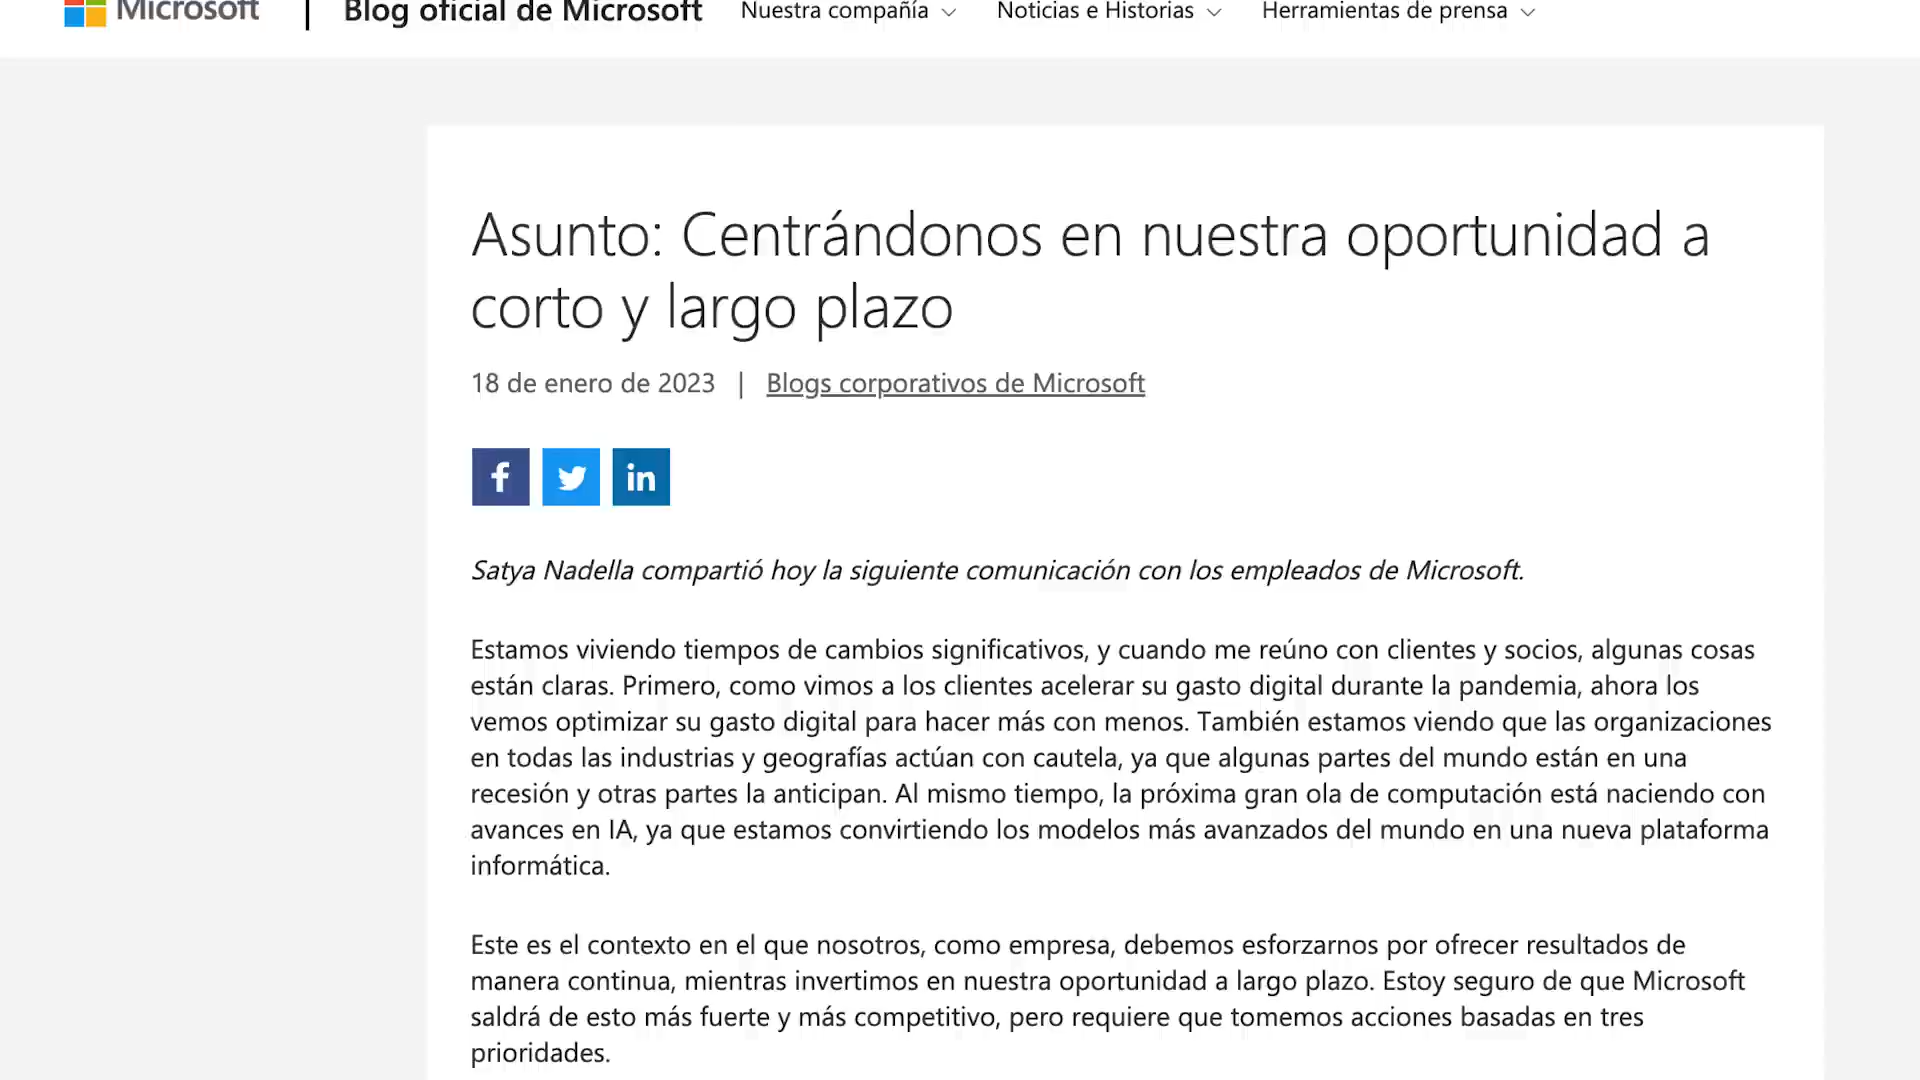 Microsoft | Blog oficial de Microsoft Nuestra compañía Noticias e Historias Herramientas de prensa
Asunto: Centrándonos en nuestra oportunidad a
corto y largo plazo
18 de enero de 2023 | Blogs corporativos de Microsoft
f in
Satya Nadella compartió hoy la siguiente comunicación con los empleados de Microsoft.
Estamos viviendo tiempos de cambios significativos, y cuando me reúno con clientes y socios, algunas cosas
están claras. Primero, como vimos a los clientes acelerar su gasto digital durante la pandemia, ahora los
vemos optimizar su gasto digital para hacer más con menos. También estamos viendo que las organizaciones
en todas las industrias y geografías actúan con cautela, ya que algunas partes del mundo están en una
recesión y otras partes la anticipan. Al mismo tiempo, la próxima gran ola de computación está naciendo con
avances en IA, ya que estamos convirtiendo los modelos más avanzados del mundo en una nueva plataforma
informática.
Este es el contexto en el que nosotros, como empresa, debemos esforzarnos por ofrecer resultados de
manera continua, mientras invertimos en nuestra oportunidad a largo plazo. Estoy seguro de que Microsoft
saldrá de esto más fuerte y más competitivo, pero requiere que tomemos acciones basadas en tres
prioridades.